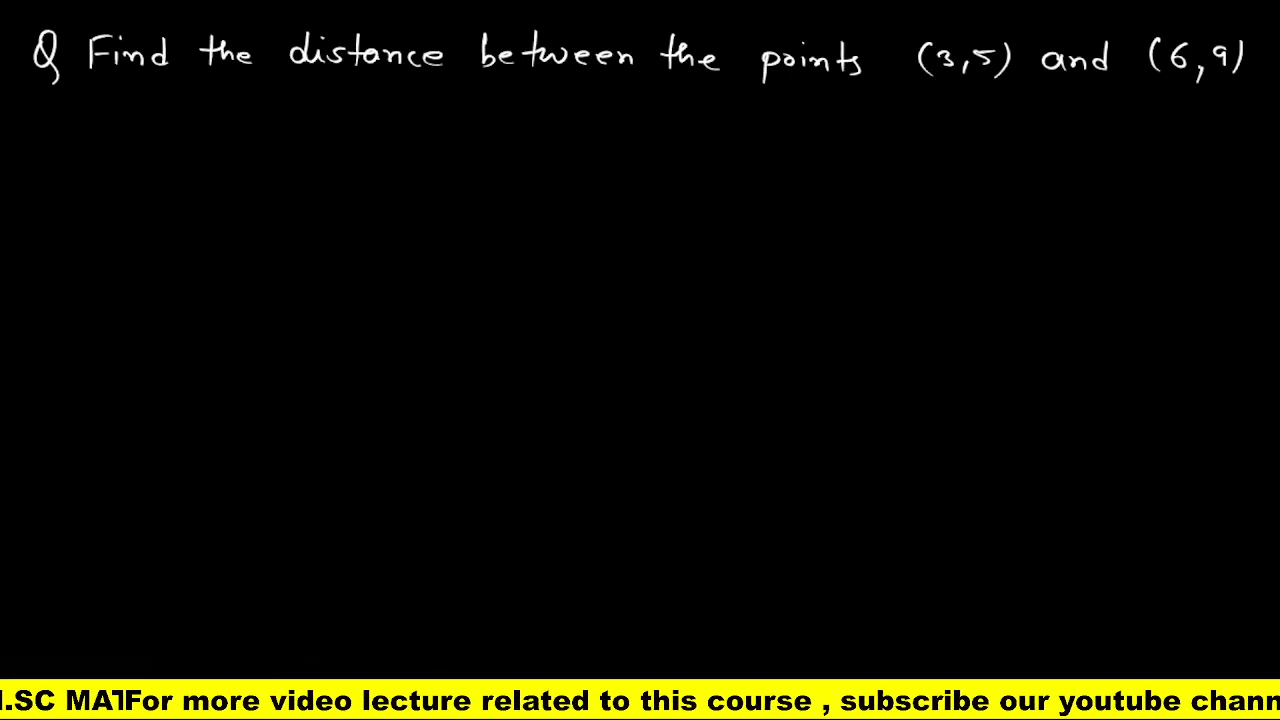 Q Find the distance between the points (3,5) and (6,9)
I.SC MATFor more video lecture related to this course , subscribe our youtube chann